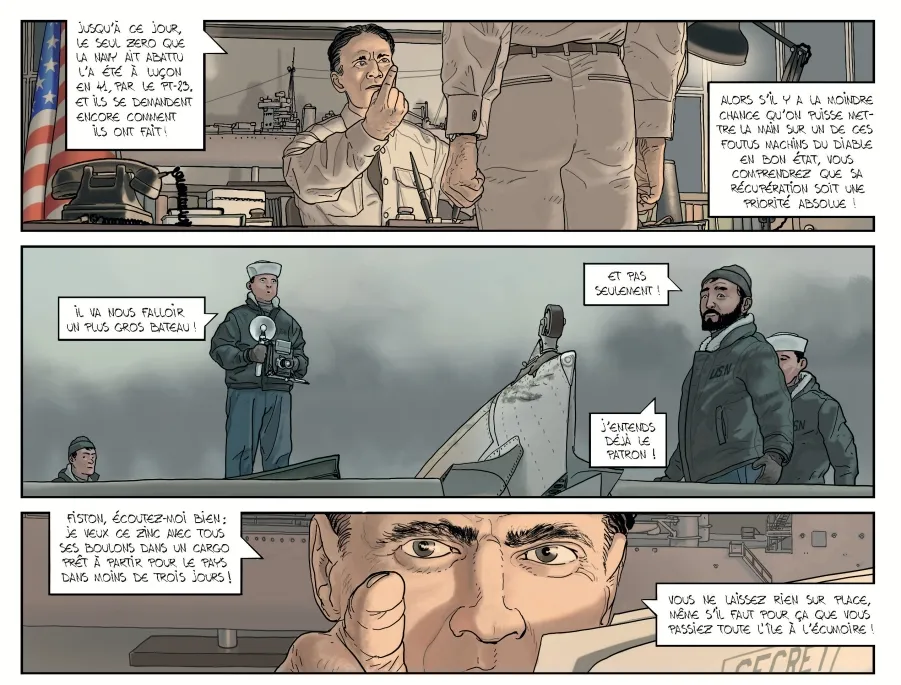 JUSQU'À CE JOUR,
LE SEUL ZERO QUE
LA NAVY AIT ABATTU
L'A ÉTÉ À LUÇON
EN 41, PAR LE PT-23.
ET ILS SE DEMANDENT
ENCORE COMMENT
ILS ONT FAIT !
ALORS S'IL Y A LA MOINDRE
CHANCE QU'ON PUISSE MET-
TRE LA MAIN SUR UN DE CES
FOUTUS MACHINS DU DIABLE
EN BON ÉTAT, VOUS
COMPRENDREZ QUE SA
RÉCUPÉRATION SOIT UNE
PRIORITÉ ABSOLUE !
IL VA NOUS FALLOIR
UN PLUS GROS BATEAU !
ET PAS
SEULEMENT !
USN
J'ENTENDS
DÉJÀ LE
PATRON !
FISTON, ÉCOUTEZ-MOI BIEN :
JE VEUX CE ZINC AVEC TOUS
SES BOULONS DANS UN CARGO
PRÊT À PARTIR POUR LE PAYS
DANS MOINS DE TROIS JOURS !
VOUS NE LAISSEZ RIEN SUR PLACE,
MÊME S'IL FAUT POUR ÇA QUE VOUS
PASSIEZ TOUTE L'ÎLE À L'ÉCUMOIRE !
SECRET